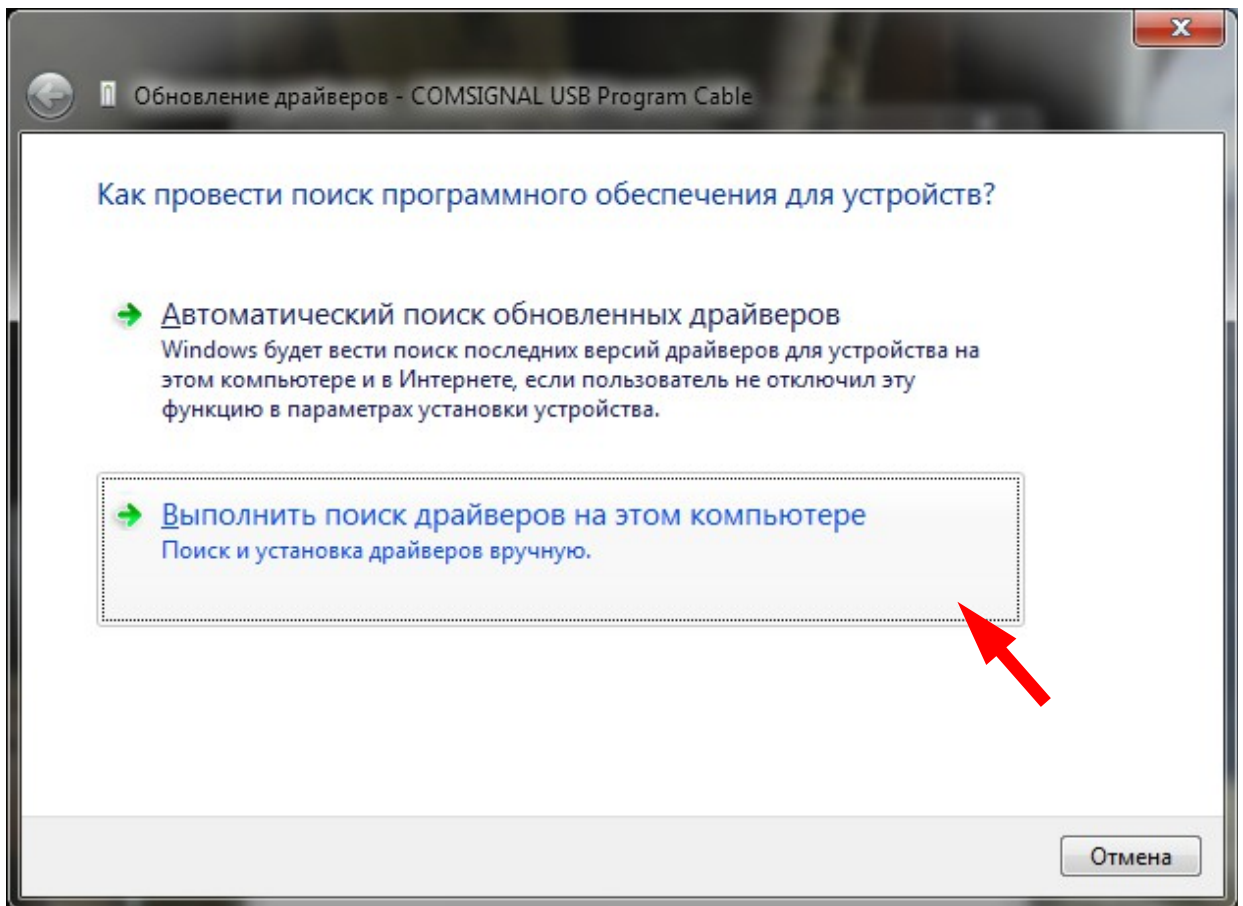 Обновление драйверов - COMSIGNAL USB Program Cable
Как провести поиск программного обеспечения для устройств?
Автоматический поиск обновленных драйверов
Windows будет вести поиск последних версий драйверов для устройства на
этом компьютере и в Интернете, если пользователь не отключил эту
функцию в параметрах установки устройства.
Выполнить поиск драйверов на этом компьютере
Поиск и установка драйверов вручную.
Отмена